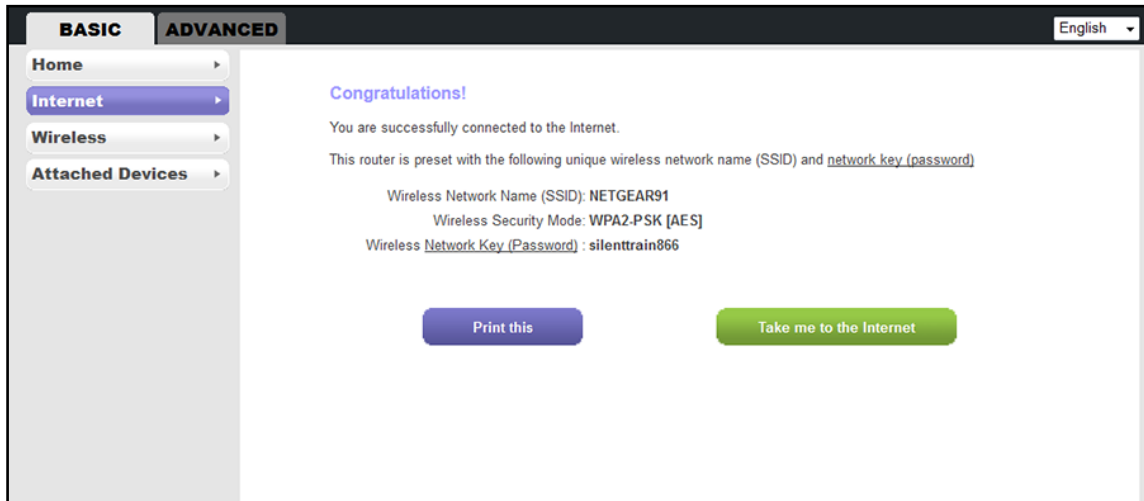 BASIC ADVANCED English
Home
Internet
Wireless
Attached Devices
Congratulations!
You are successfully connected to the Internet.
This router is preset with the following unique wireless network name (SSID) and network key (password)
Wireless Network Name (SSID): NETGEAR91
Wireless Security Mode: WPA2-PSK [AES]
Wireless Network Key (Password) : silenttrain866
Print this Take me to the Internet